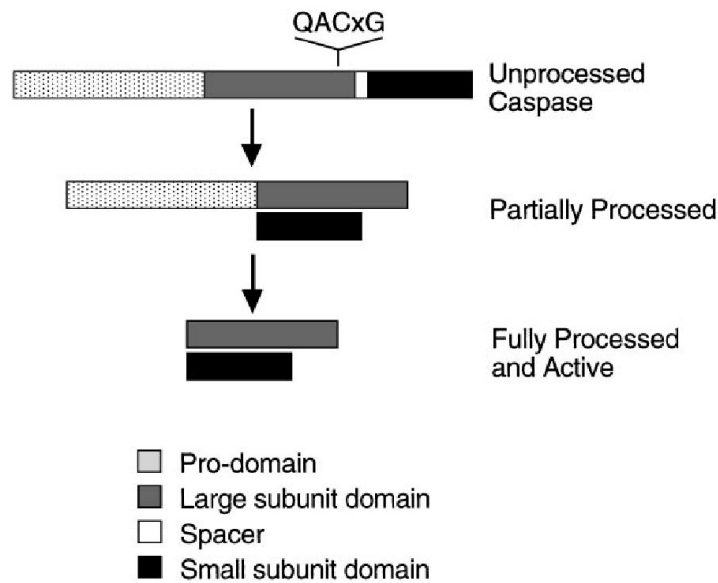 QACxG
Unprocessed
Caspase
Partially Processed
Fully Processed
and Active
Pro-domain
Large subunit domain
Spacer
Small subunit domain